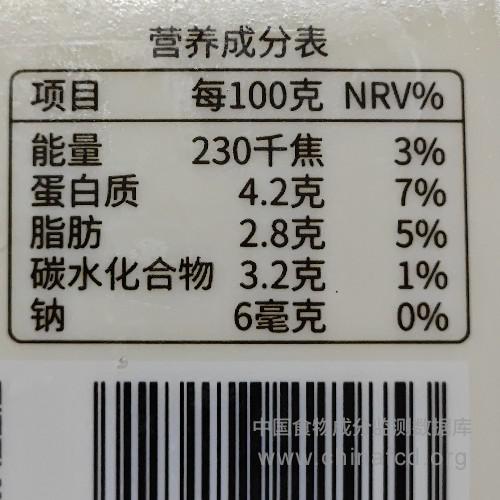 营养成分表
项目 每100克 NRV%
能量 230千焦 3%
蛋白质 4.2克 7%
脂肪 2.8克 5%
碳水化合物 3.2克 1%
钠 6毫克 0%
中国食物成分监测数据库
www.chinafcd.org